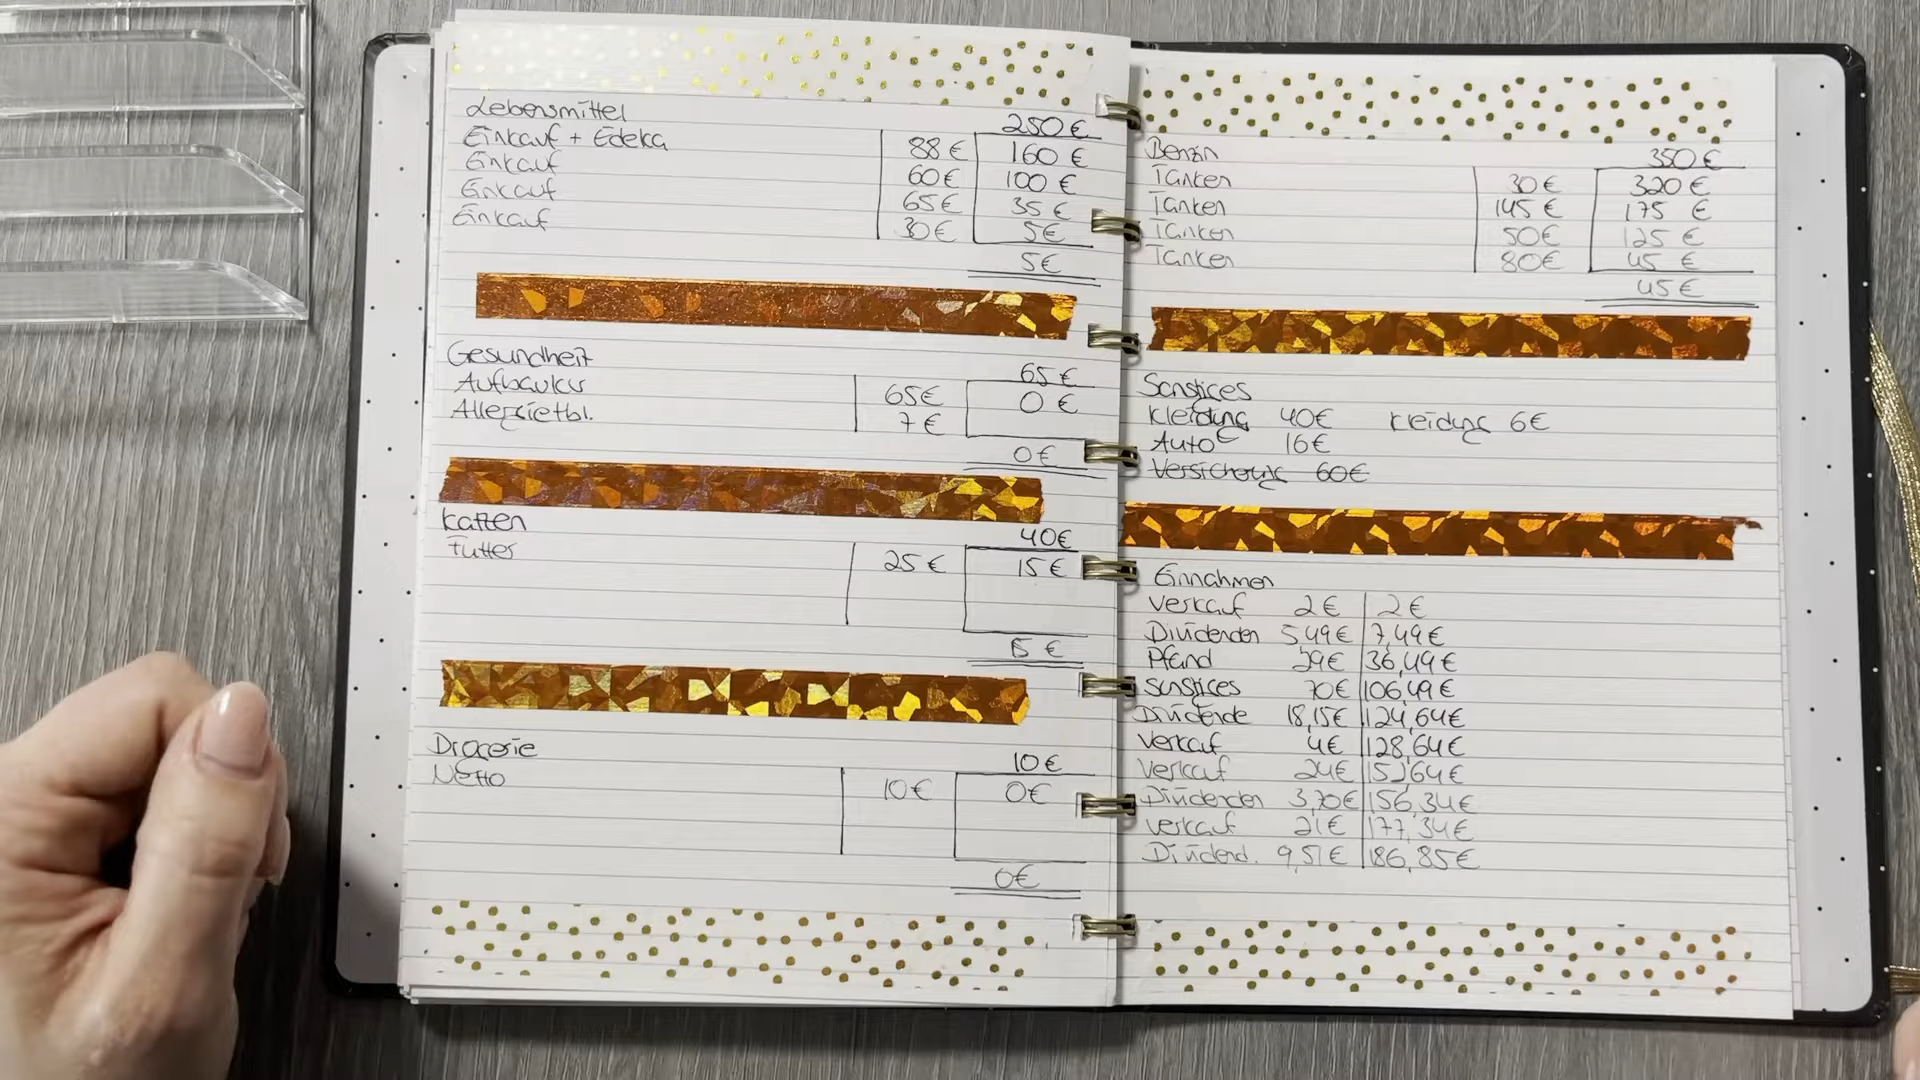 Lebensmittel 250€
Einkauf + Edeka 88€ 160€
Einkauf 60€ 100€
Einkauf 65€ 35€
Einkauf 30€ 5€
5€
Gesundheit 65€
Aufbaukur 65€ 0€
Allergietbl. 7€
0€
Katzen 40€
Futter 25€ 15€
15€
Drogerie 10€
Netto 10€ 0€
0€
Benzin 350€
Tanken 30€ 320€
Tanken 145€ 175€
Tanken 50€ 125€
Tanken 80€ 45€
45€
Sonstiges
Kleidung 40€ Kleidung 6€
Auto 16€
Versicherung 60€
Einnahmen
Verkauf 2€ 2€
Dividenden 5,49€ 7,49€
Pfand 29€ 36,49€
Sonstiges 70€ 106,49€
Dividende 18,15€ 124,64€
Verkauf 4€ 128,64€
Verkauf 24€ 152,64€
Dividenden 3,70€ 156,34€
Verkauf 21€ 177,34€
Dividend. 9,51€ 186,85€